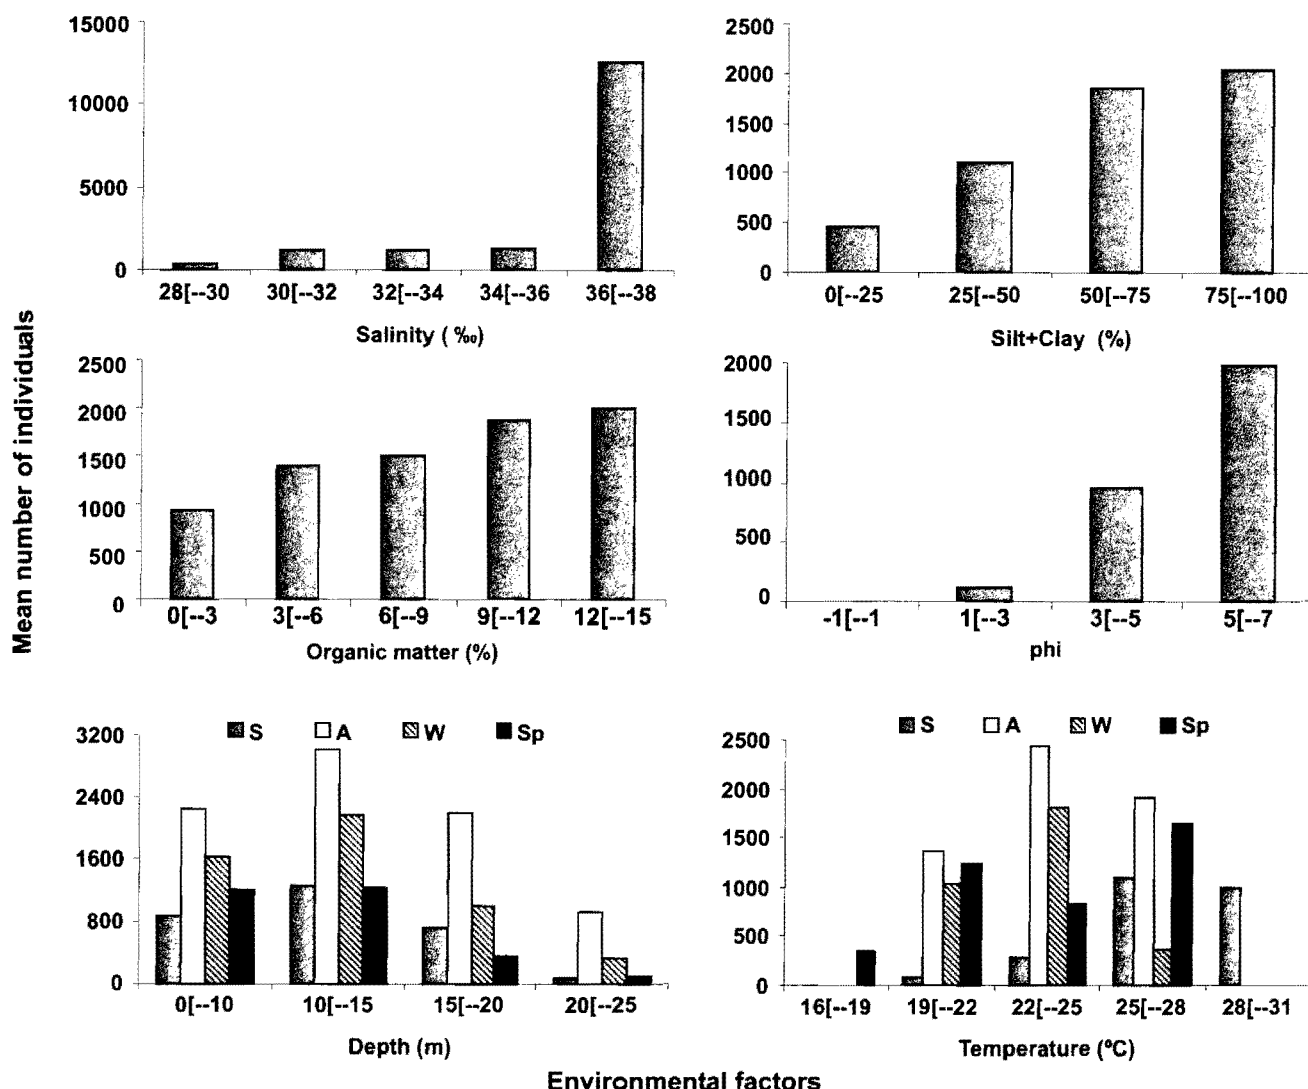 Mean number of individuals
15000
10000
5000
0
28[--30 30[--32 32[--34 34[--36 36[--38
Salinity ( ‰)
2500
2000
1500
1000
500
0
0[--25 25[--50 50[--75 75[--100
Silt+Clay (%)
2500
2000
1500
1000
500
0
0[--3 3[--6 6[--9 9[--12 12[--15
Organic matter (%)
2000
1500
1000
500
0
-1[--1 1[--3 3[--5 5[--7
phi
S A W Sp
3200
2400
1600
800
0
0[--10 10[--15 15[--20 20[--25
Depth (m)
S A W Sp
2500
2000
1500
1000
500
0
16[--19 19[--22 22[--25 25[--28 28[--31
Temperature (ºC)
Environmental factors